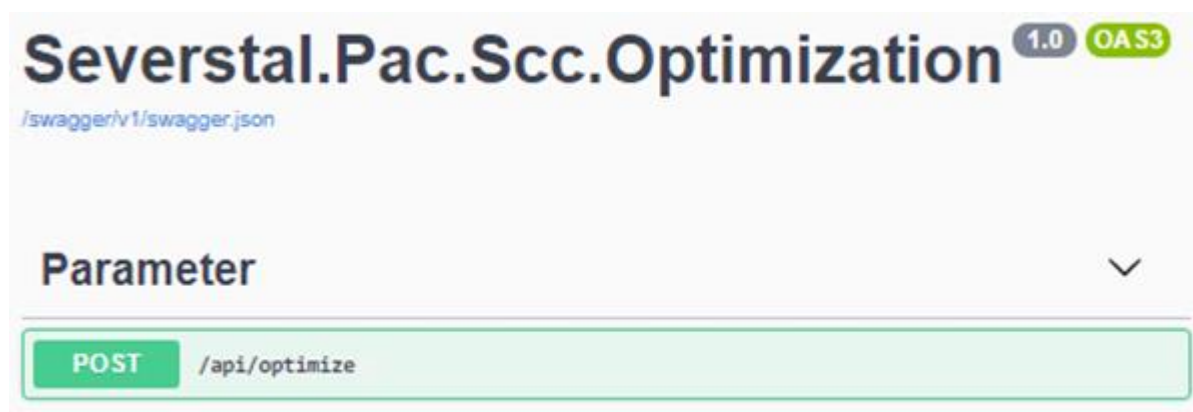 Severstal.Pac.Scc.Optimization 1.0 OAS3
/swagger/v1/swagger.json
Parameter
POST /api/optimize